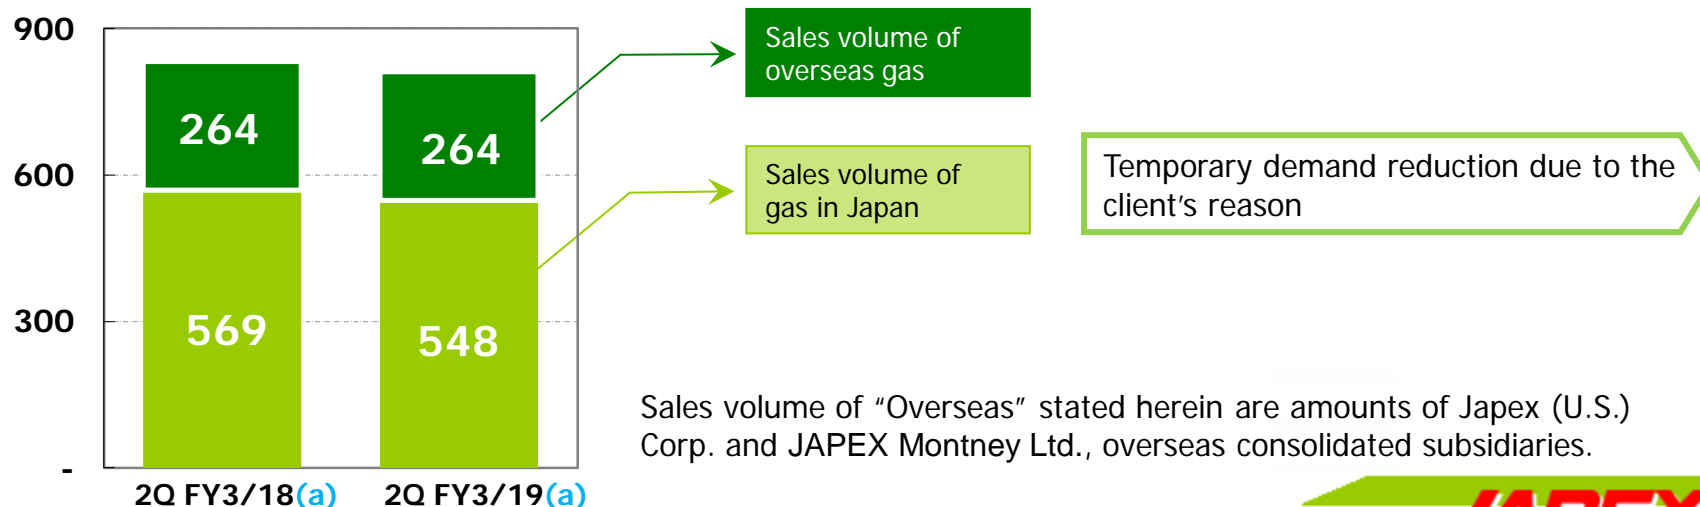 900
600
300
-
264
264
569
548
2Q FY3/18(a)
2Q FY3/19(a)
Sales volume of
overseas gas
Sales volume of
gas in Japan
Temporary demand reduction due to the
client's reason
Sales volume of “Overseas” stated herein are amounts of Japex (U.S.)
Corp. and JAPEX Montney Ltd., overseas consolidated subsidiaries.
JAPEX